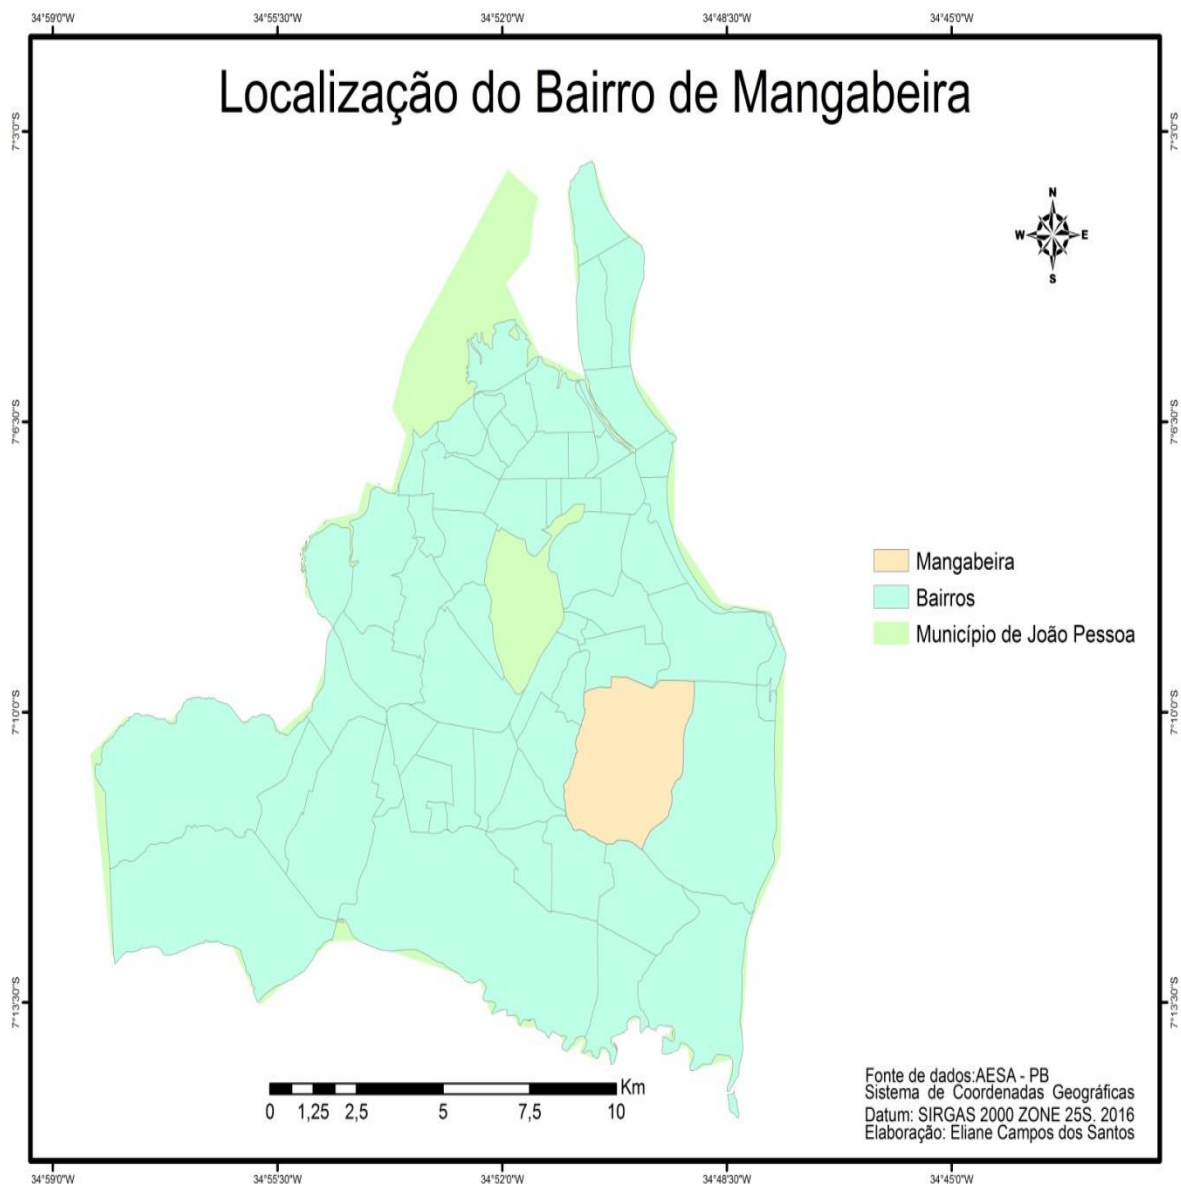 34°59'0"W 34°55'30"W 34°52'0"W 34°48'30"W 34°45'0"W
Localização do Bairro de Mangabeira
7°3'0"S 7°3'0"S
N
W E
S
7°6'30"S 7°6'30"S
Mangabeira
Bairros
Município de João Pessoa
7°10'0"S 7°10'0"S
7°13'30"S 7°13'30"S
Km
0 1,25 2,5 5 7,5 10
Fonte de dados:AESA - PB
Sistema de Coordenadas Geográficas
Datum: SIRGAS 2000 ZONE 25S. 2016
Elaboração: Eliane Campos dos Santos
34°59'0"W 34°55'30"W 34°52'0"W 34°48'30"W 34°45'0"W